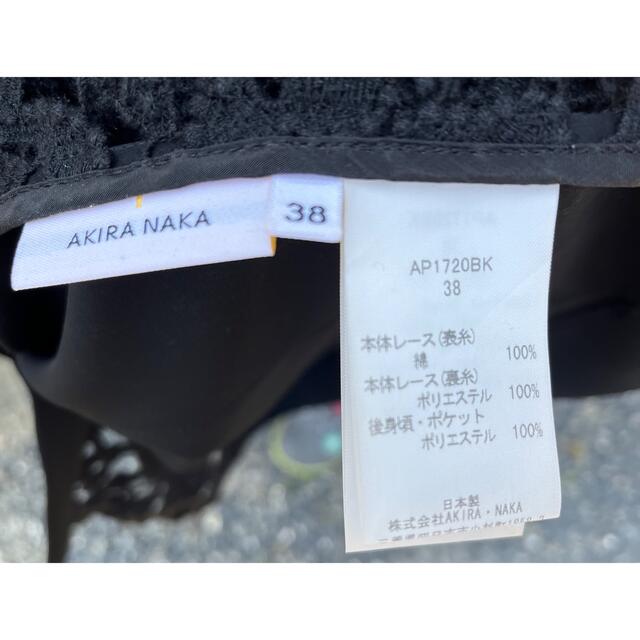 AKIRA NAKA
38
AP1720BK
38
本体レース(表糸)
綿 100%
本体レース(裏糸)
ポリエステル 100%
後身頃・ポケット
ポリエステル 100%
日本製
株式会社AKIRA・NAKA